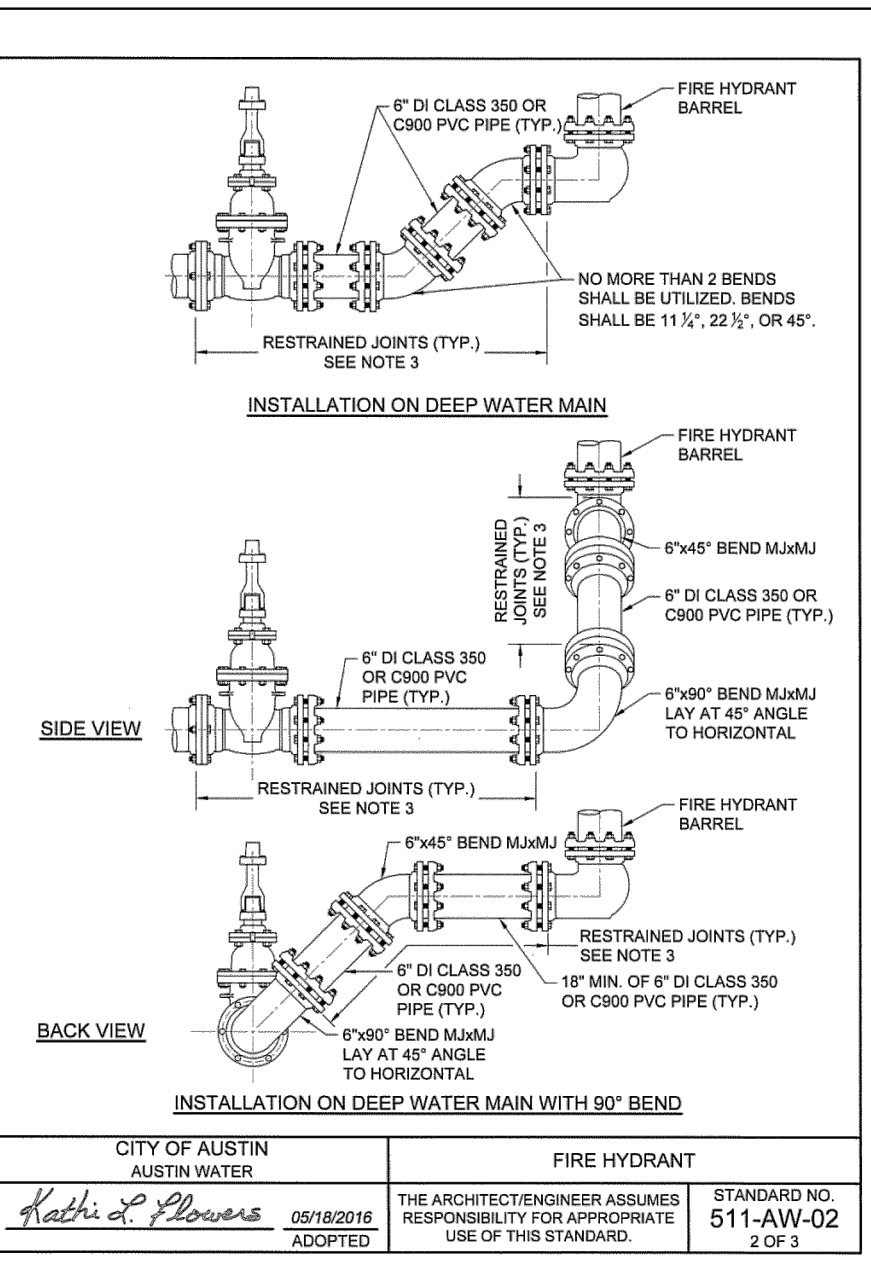 6" DI CLASS 350 OR
C900 PVC PIPE (TYP.)
FIRE HYDRANT
BARREL
NO MORE THAN 2 BENDS
SHALL BE UTILIZED. BENDS
SHALL BE 11 ¼°, 22 ½°, OR 45°.
RESTRAINED JOINTS (TYP.)
SEE NOTE 3
INSTALLATION ON DEEP WATER MAIN
FIRE HYDRANT
BARREL
RESTRAINED
JOINTS (TYP.)
SEE NOTE 3
6"x45° BEND MJxMJ
6" DI CLASS 350 OR
C900 PVC PIPE (TYP.)
6" DI CLASS 350
OR C900 PVC
PIPE (TYP.)
6"x90° BEND MJxMJ
LAY AT 45° ANGLE
TO HORIZONTAL
SIDE VIEW
RESTRAINED JOINTS (TYP.)
SEE NOTE 3
FIRE HYDRANT
BARREL
6"x45° BEND MJxMJ
RESTRAINED JOINTS (TYP.)
SEE NOTE 3
6" DI CLASS 350
OR C900 PVC
PIPE (TYP.)
18" MIN. OF 6" DI CLASS 350
OR C900 PVC PIPE (TYP.)
BACK VIEW
6"x90° BEND MJxMJ
LAY AT 45° ANGLE
TO HORIZONTAL
INSTALLATION ON DEEP WATER MAIN WITH 90° BEND
CITY OF AUSTIN
AUSTIN WATER
FIRE HYDRANT
Kathi L. Flowers
05/18/2016
ADOPTED
THE ARCHITECT/ENGINEER ASSUMES
RESPONSIBILITY FOR APPROPRIATE
USE OF THIS STANDARD.
STANDARD NO.
511-AW-02
2 OF 3